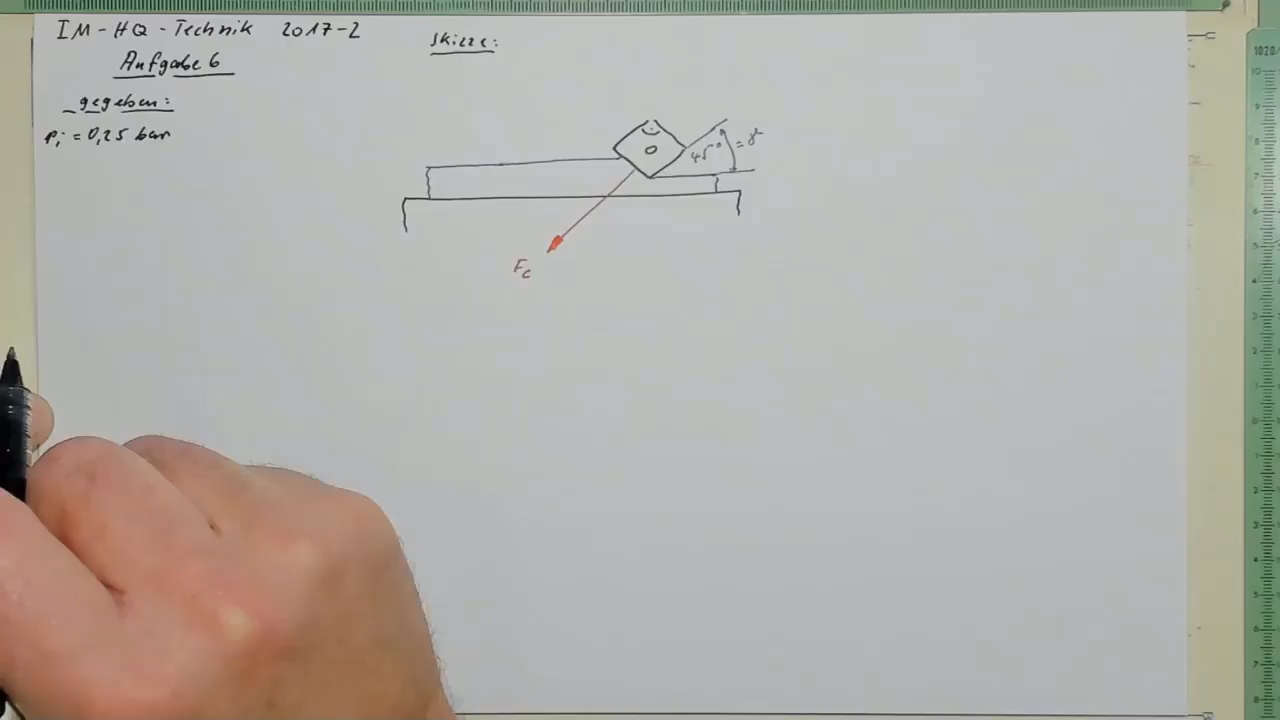 IM-HQ-Technik 2017-2
Aufgabe 6
Skizze:
gegeben:
Pi = 0,25 bar
45° = γ
Fc